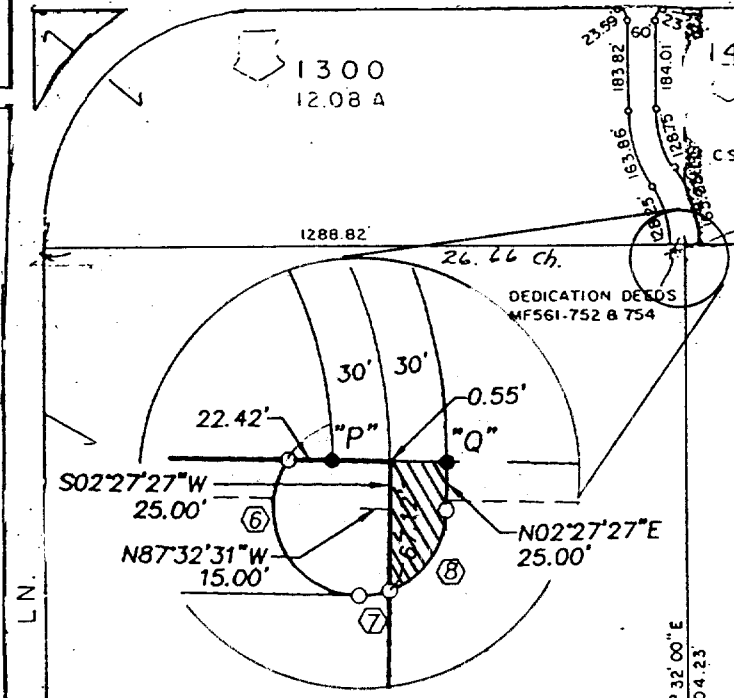 23.59'
60'
23
1300
12.08 A
183.82'
184.01
14
163.86'
128.75
CS
128.25'
1288.82'
26.66 ch.
DEDICATION DEEDS
MF561-752 & 754
30'
30'
0.55'
22.42'
"P"
"Q"
S02°27'27"W
25.00'
6
N87°32'31"W
15.00'
N02°27'27"E
25.00'
8
7
LN.
32'00"E
04.23'